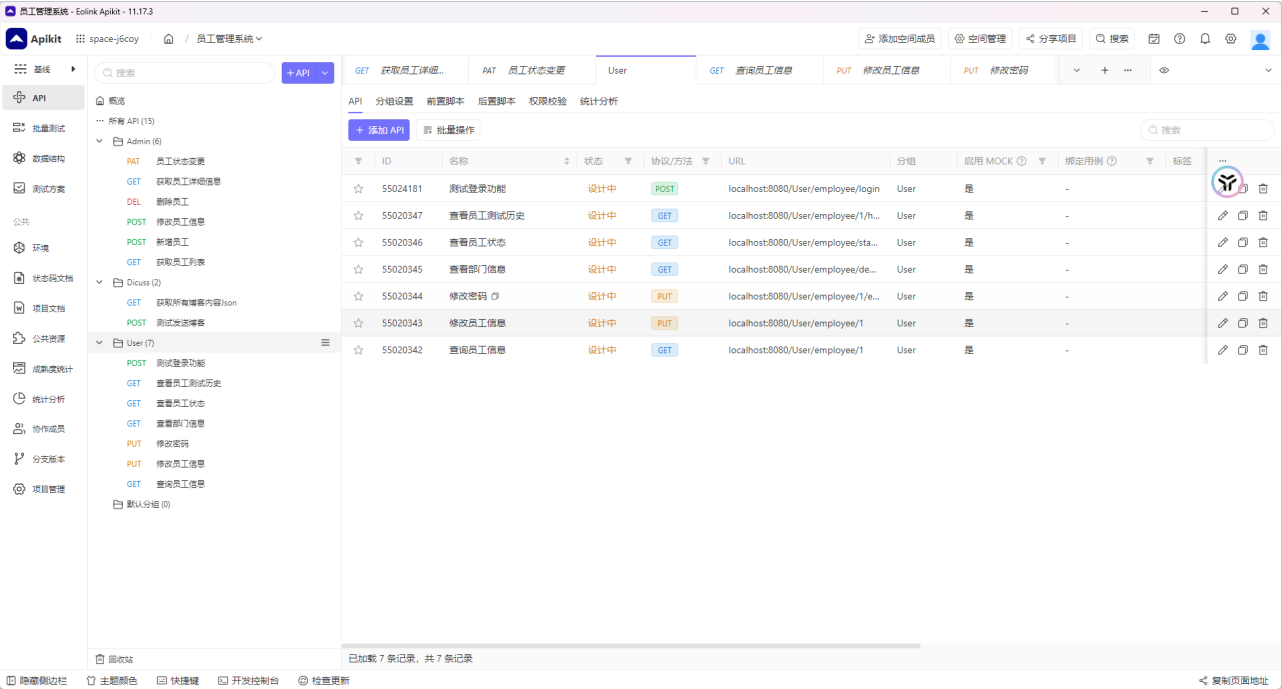 员工管理系统 - Eolink Apikit - 11.17.3
Apikit space-j6coy / 员工管理系统 添加空间成员 空间管理 分享项目 搜索
基线
API
批量测试
数据结构
测试方案
公共
环境
状态码文档
项目文档
公共资源
成熟度统计
统计分析
协作成员
分支版本
项目管理
搜索 +API
概览
所有 API (15)
Admin (6)
PAT 员工状态变更
GET 获取员工详细信息
DEL 删除员工
POST 修改员工信息
POST 新增员工
GET 获取员工列表
Dicuss (2)
GET 获取所有博客内容Json
POST 测试发送博客
User (7)
POST 测试登录功能
GET 查看员工测试历史
GET 查看员工状态
GET 查看部门信息
PUT 修改密码
PUT 修改员工信息
GET 查询员工信息
默认分组 (0)
回收站
GET 获取员工详细... PAT 员工状态变更 User GET 查询员工信息 PUT 修改员工信息 PUT 修改密码
API 分组设置 前置脚本 后置脚本 权限校验 统计分析
+ 添加 API 批量操作 搜索
ID 名称 状态 协议/方法 URL 分组 启用 MOCK 绑定用例 标签
55024181 测试登录功能 设计中 POST localhost:8080/User/employee/login User 是 -
55020347 查看员工测试历史 设计中 GET localhost:8080/User/employee/1/h... User 是 -
55020346 查看员工状态 设计中 GET localhost:8080/User/employee/sta... User 是 -
55020345 查看部门信息 设计中 GET localhost:8080/User/employee/de... User 是 -
55020344 修改密码 设计中 PUT localhost:8080/User/employee/1/e... User 是 -
55020343 修改员工信息 设计中 PUT localhost:8080/User/employee/1 User 是 -
55020342 查询员工信息 设计中 GET localhost:8080/User/employee/1 User 是 -
已加载 7 条记录，共 7 条记录
隐藏侧边栏 主题颜色 快捷键 开发控制台 检查更新 复制页面地址